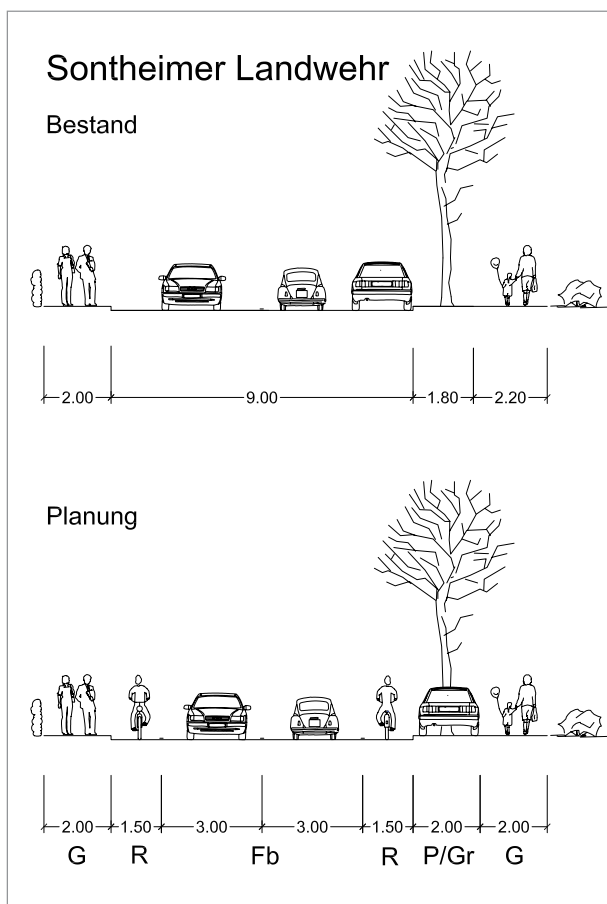 Sontheimer Landwehr
Bestand
2.00 9.00 1.80 2.20
Planung
2.00 1.50 3.00 3.00 1.50 2.00 2.00
G R Fb R P/Gr G